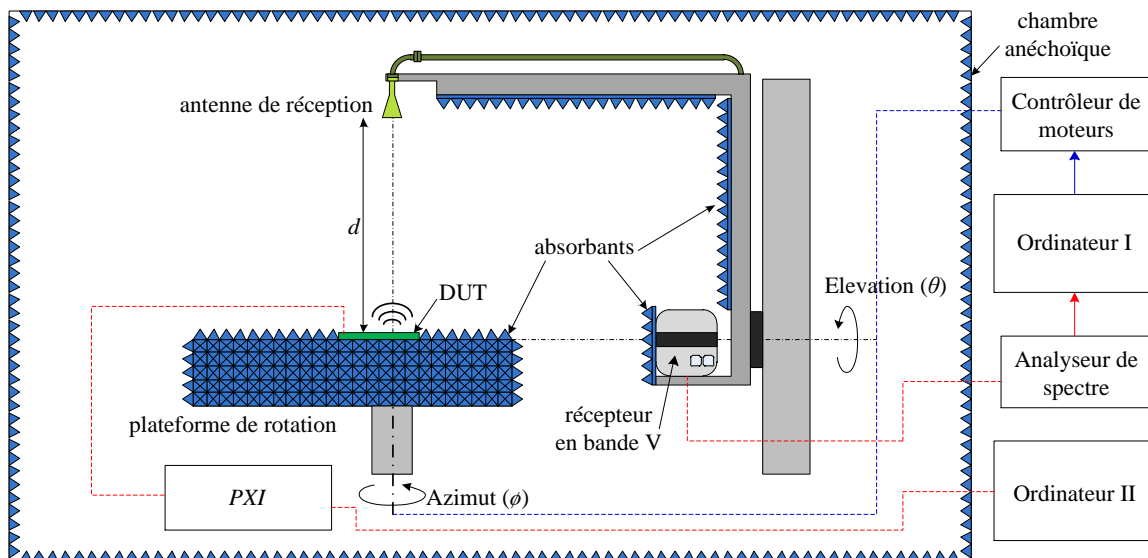 chambre
anéchoïque
antenne de réception
Contrôleur de
moteurs
d
absorbants
Ordinateur I
DUT
Elevation (θ)
Analyseur de
spectre
plateforme de rotation
récepteur
en bande V
PXI
Azimut (ϕ)
Ordinateur II